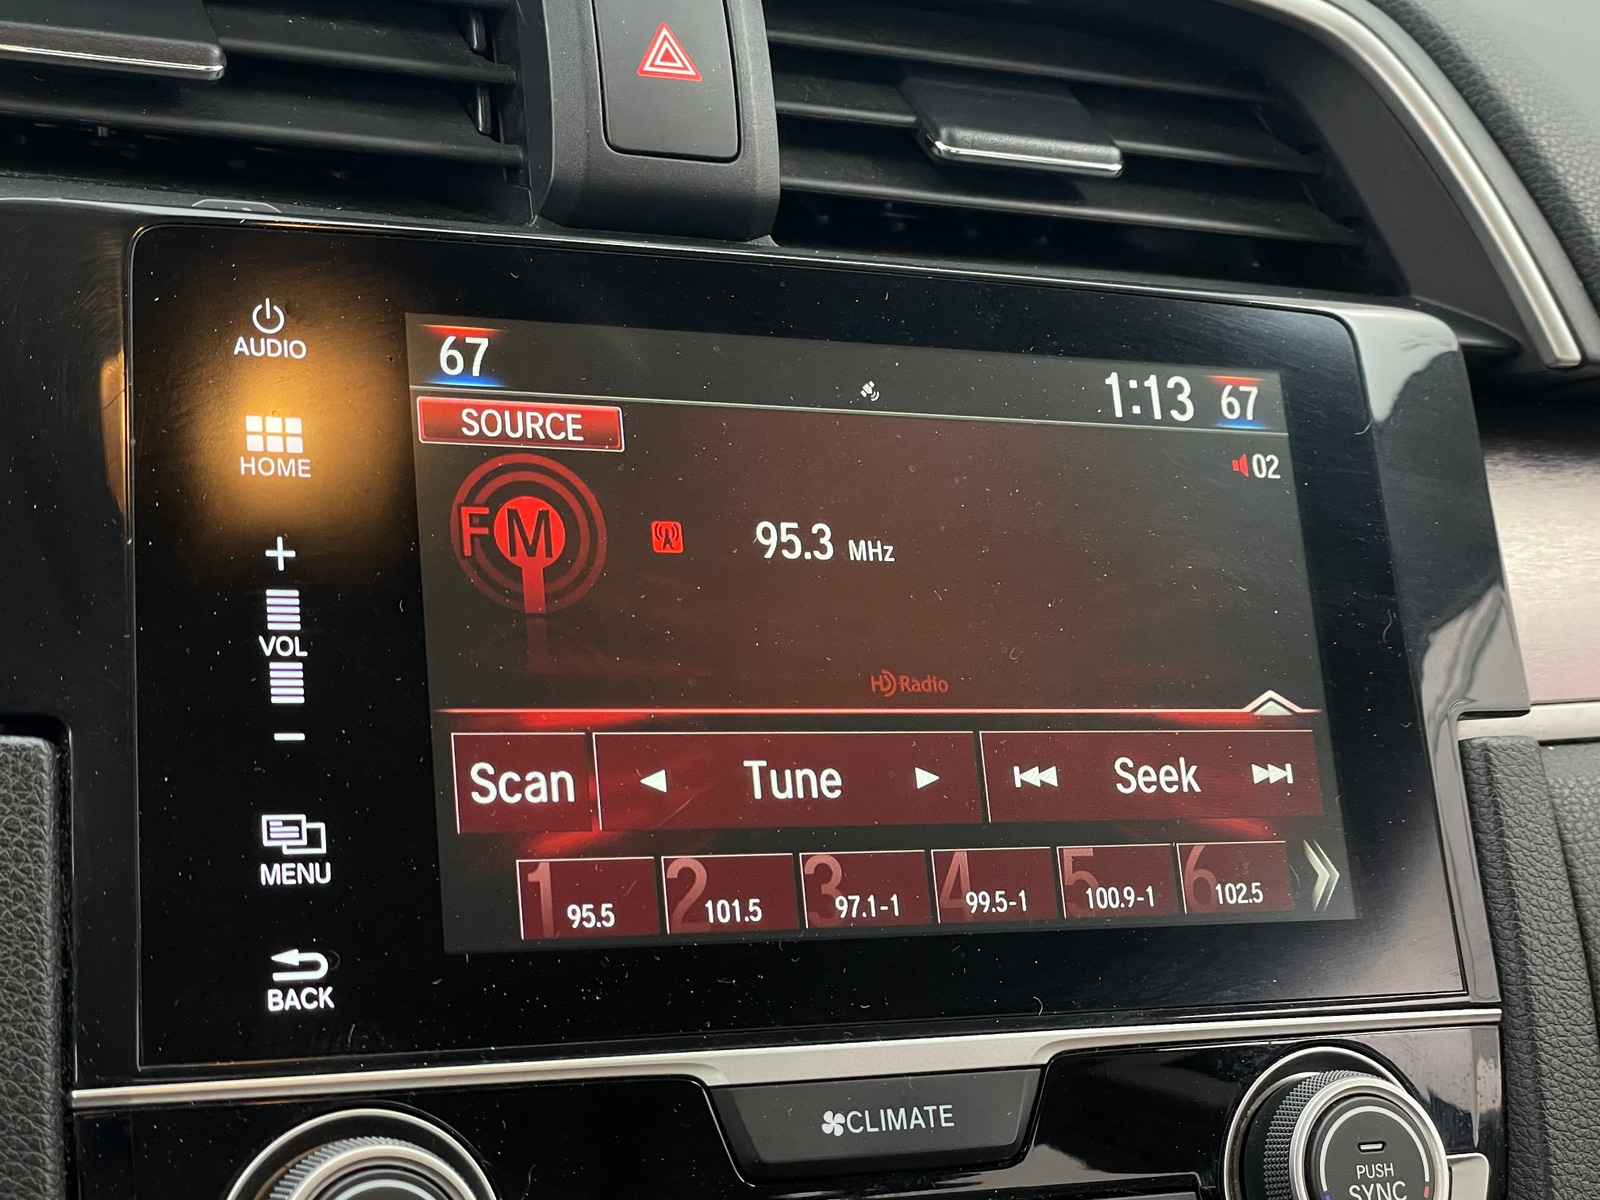 AUDIO
67
1:13
67
SOURCE
02
HOME
FM
95.3 MHz
+
VOL
HD Radio
-
Scan
Tune
Seek
MENU
1 95.5
2 101.5
3 97.1-1
4 99.5-1
5 100.9-1
6 102.5
BACK
CLIMATE
PUSH
SYNC